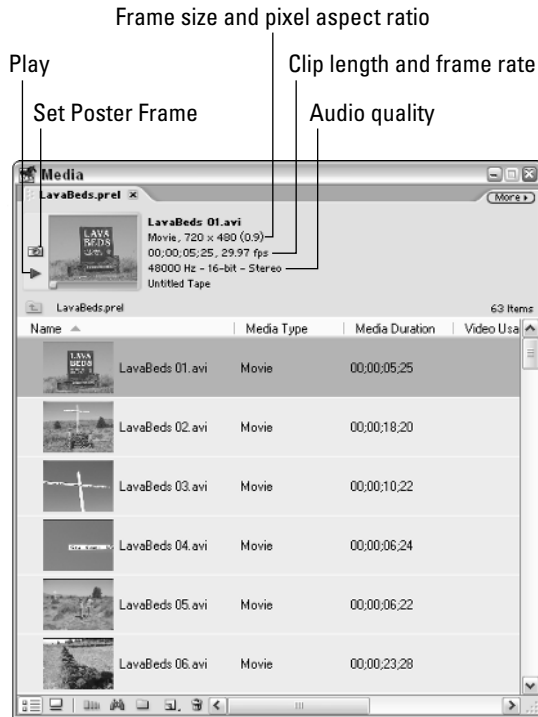 Frame size and pixel aspect ratio
Play
Clip length and frame rate
Set Poster Frame
Audio quality
Media
LavaBeds.prel
More
LAVA
BEDS
LavaBeds 01.avi
Movie, 720 x 480 (0.9)
00;00;05;25, 29.97 fps
48000 Hz - 16-bit - Stereo
Untitled Tape
LavaBeds.prel
63 Items
Name
Media Type
Media Duration
Video Usa
LavaBeds 01.avi
Movie
00;00;05;25
LavaBeds 02.avi
Movie
00;00;18;20
LavaBeds 03.avi
Movie
00;00;10;22
LavaBeds 04.avi
Movie
00;00;06;24
LavaBeds 05.avi
Movie
00;00;06;22
LavaBeds 06.avi
Movie
00;00;23;28